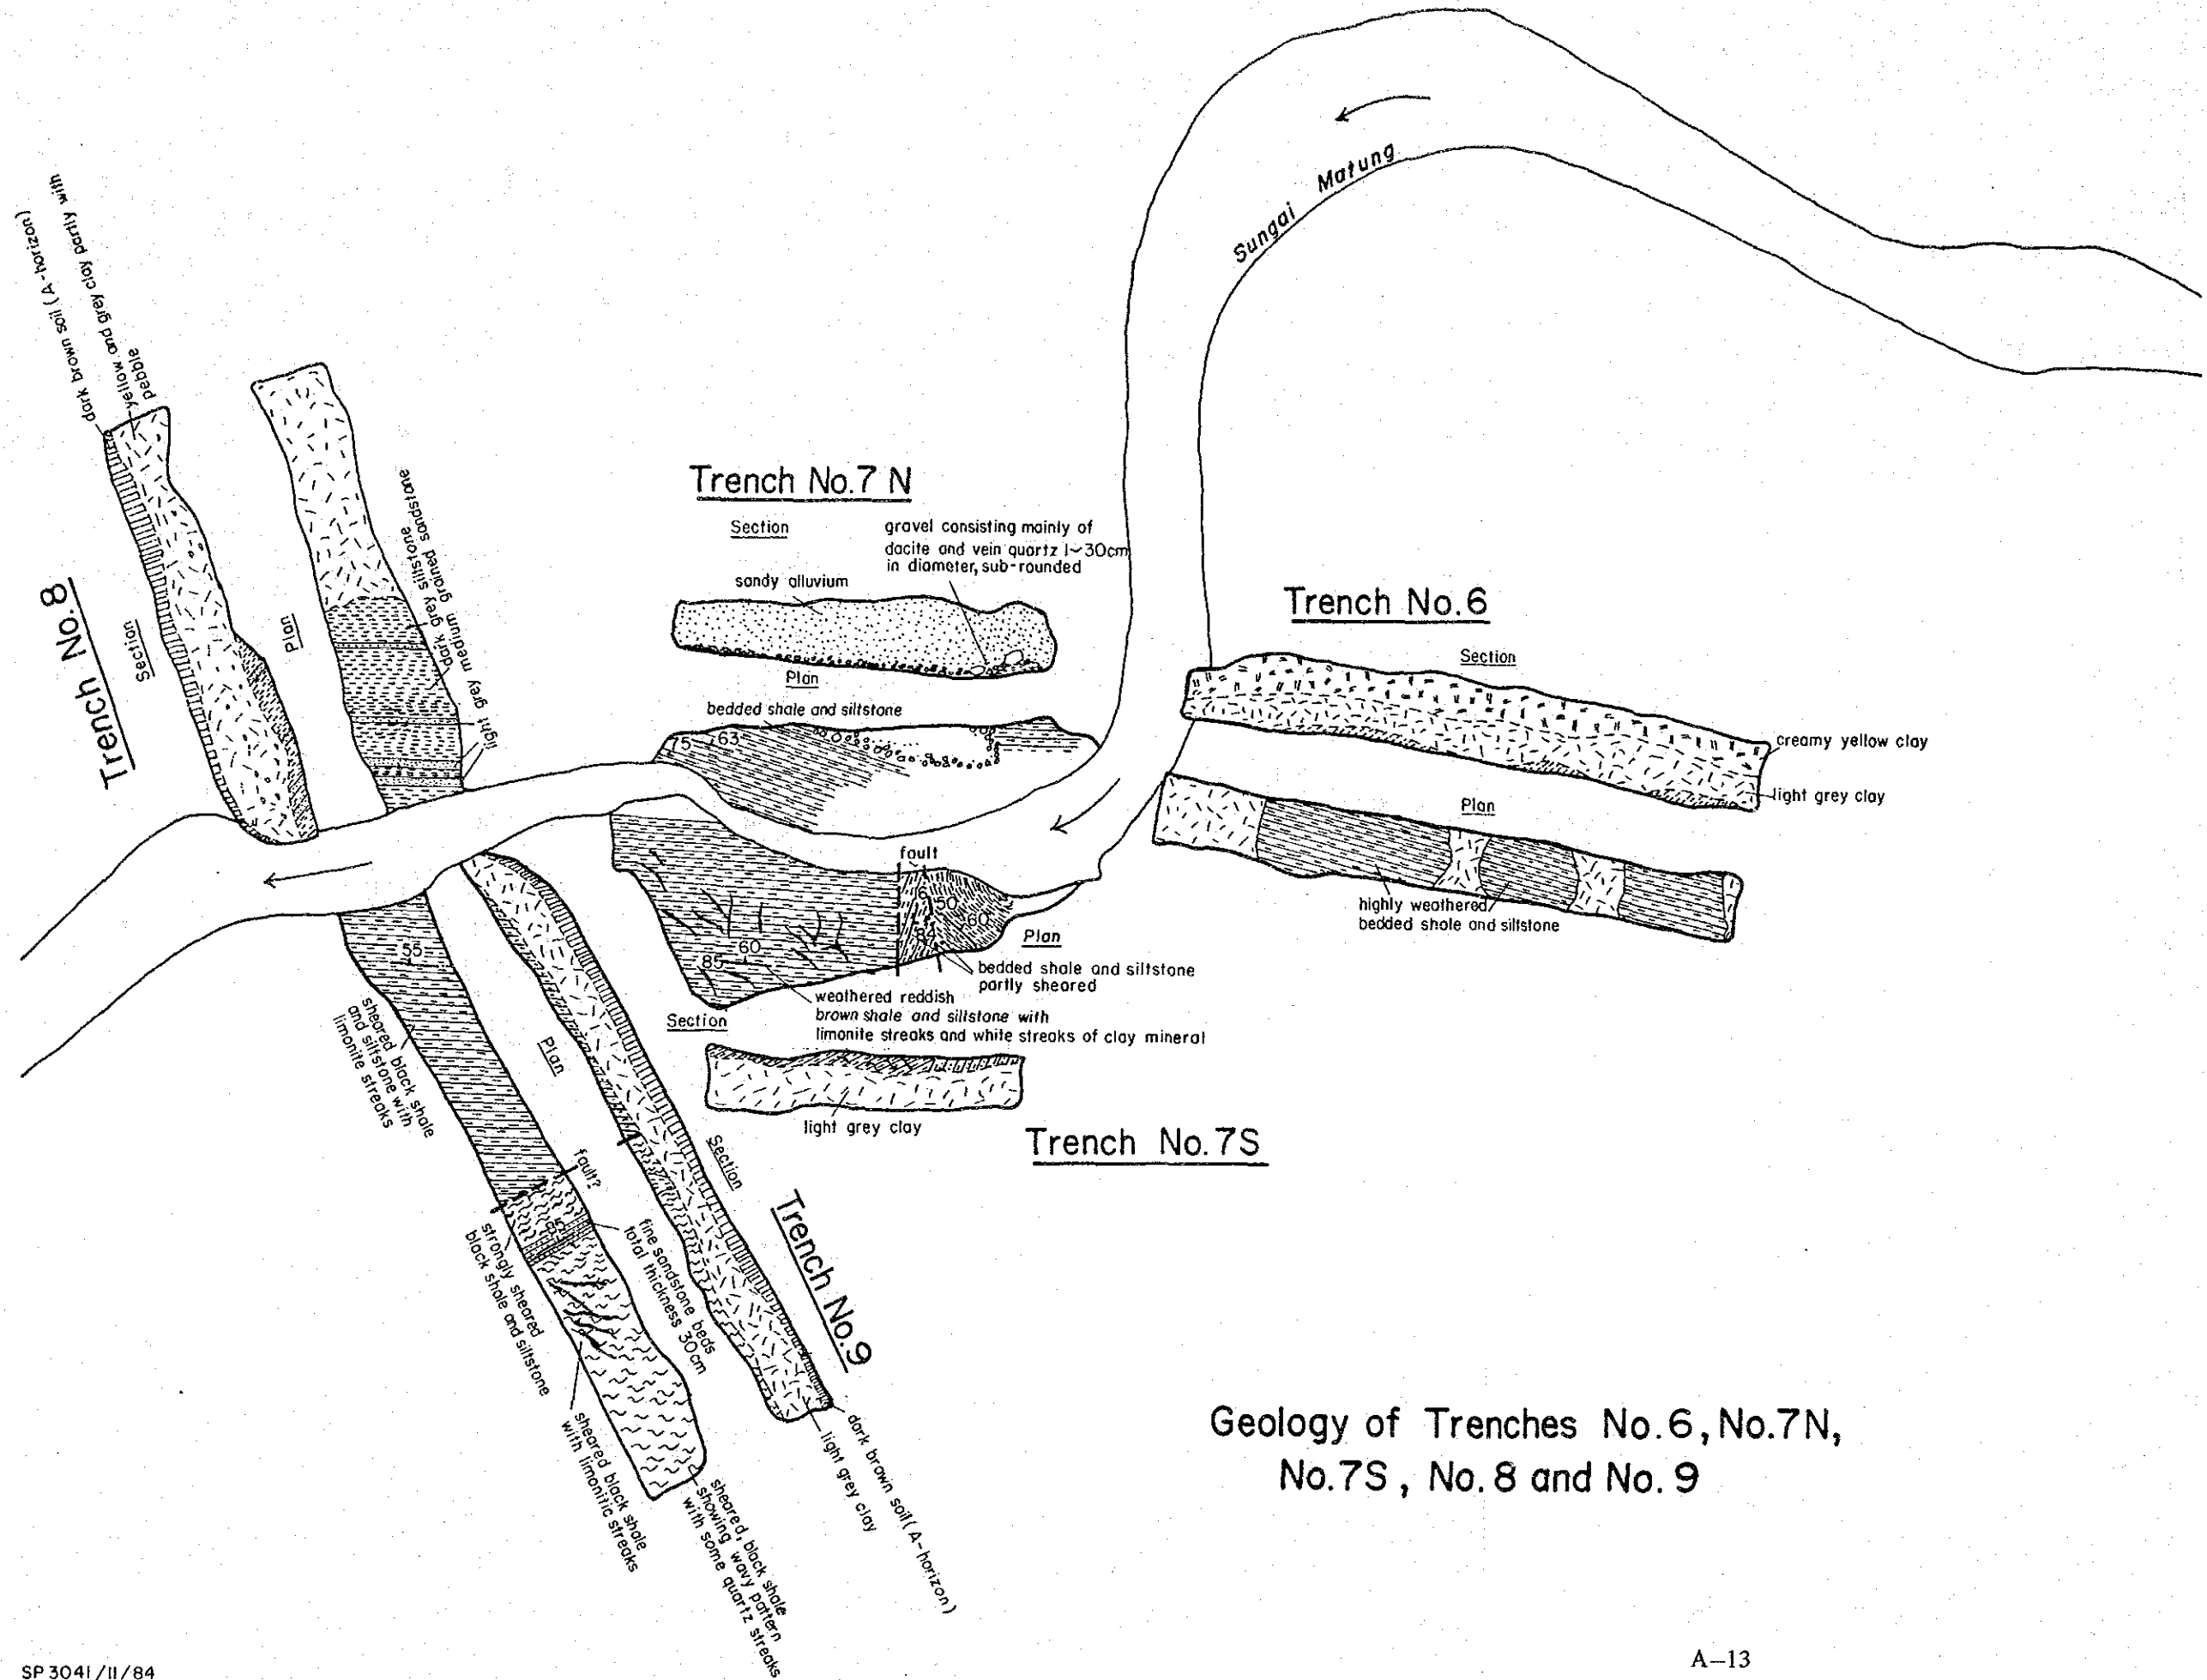 Sungai Matung
dark brown soil (A-horizon)
yellow and grey clay partly with
pebble
Trench No.8
Section
Plan
dark grey siltstone
light grey medium grained sandstone
Trench No.7 N
Section
gravel consisting mainly of
dacite and vein quartz 1~30cm
in diameter, sub-rounded
sandy alluvium
Plan
bedded shale and siltstone
75
63
Trench No.6
Section
creamy yellow clay
light grey clay
Plan
highly weathered
bedded shale and siltstone
fault
50
60
84
60
85
Plan
bedded shale and siltstone
partly sheared
weathered reddish
brown shale and siltstone with
limonite streaks and white streaks of clay mineral
Section
light grey clay
Trench No.7S
55
sheared black shale
and siltstone with
limonite streaks
Plan
fault?
strongly sheared
black shale and siltstone
fine sandstone beds
total thickness 30cm
sheared black shale
with limonitic streaks
sheared, black shale
showing wavy pattern
with some quartz streaks
Section
Trench No.9
dark brown soil (A-horizon)
light grey clay
Geology of Trenches No.6, No.7N,
No.7S, No.8 and No.9
SP3041/11/84
A-13